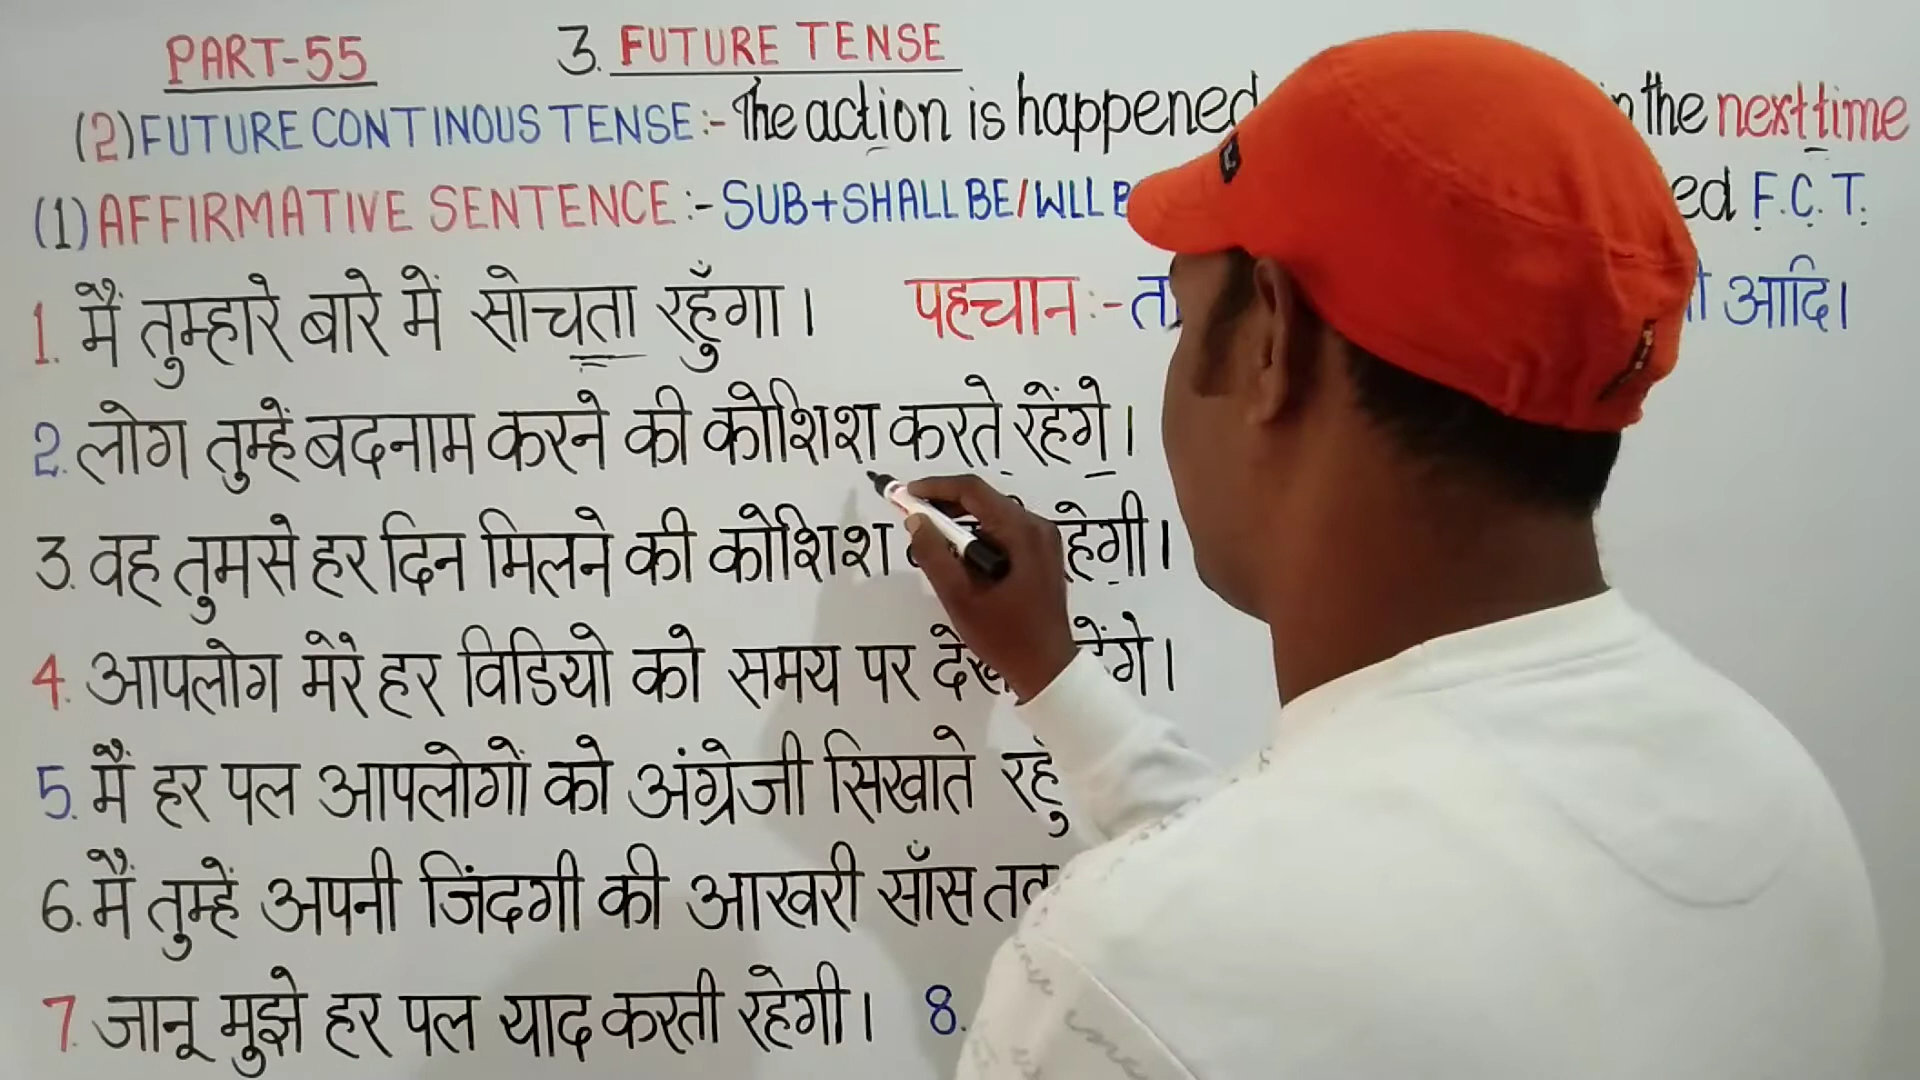 PART-55 3. FUTURE TENSE
(2) FUTURE CONTINOUS TENSE:- The action is happened the next time
(1) AFFIRMATIVE SENTENCE:- SUB+SHALL BE/WLL F.C.T.
1. मैं तुम्हारे बारे में सोचता रहुँगा। पहचान:- आदि।
2. लोग तुम्हें बदनाम करने की कोशिश करते रहेंगे।
3. वह तुमसे हर दिन मिलने की कोशिश
4. आपलोग मेरे हर विडियो को समय पर
5. मैं हर पल आपलोगों को अंग्रेजी सिखाते
6. मैं तुम्हें अपनी जिंदगी की आखरी साँस
7. जानू मुझे हर पल याद करती रहेगी। 8.